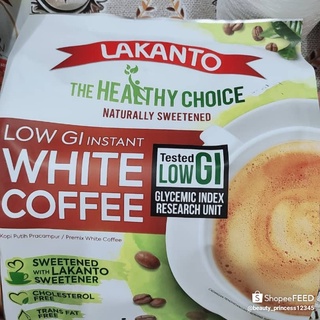 LAKANTO
THE HEALTHY CHOICE
NATURALLY SWEETENED
LOW GI INSTANT
WHITE
COFFEE
Tested
LOW GI
GLYCEMIC INDEX
RESEARCH UNIT
Kopi Putih Pracampur / Premix White Coffee
SWEETENED
WITH LAKANTO
SWEETENER
CHOLESTEROL
FREE
TRANS FAT
ShopeeFEED
@beauty_princess12345